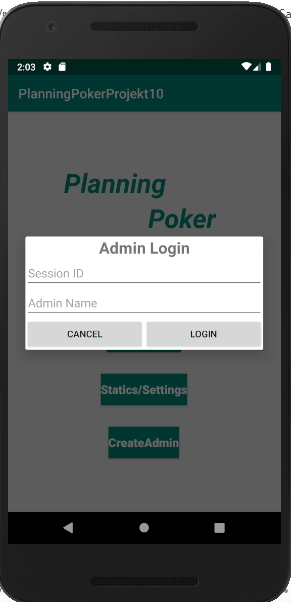 2:03
PlanningPokerProjekt10
Planning
Poker
Admin Login
Session ID
Admin Name
CANCEL
LOGIN
Statics/Settings
CreateAdmin